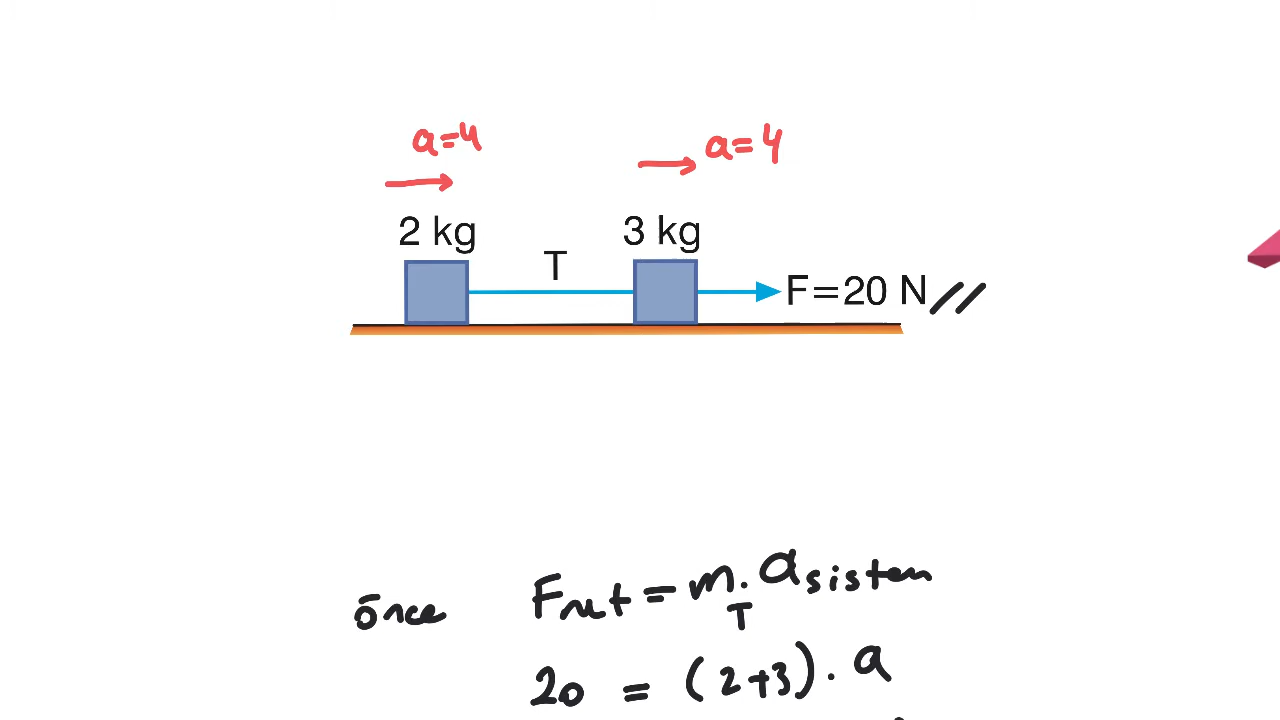 a=4
a=4
2 kg
3 kg
T
F=20 N
önce Fnet = m. asistem
T
20 = (2+3) . a